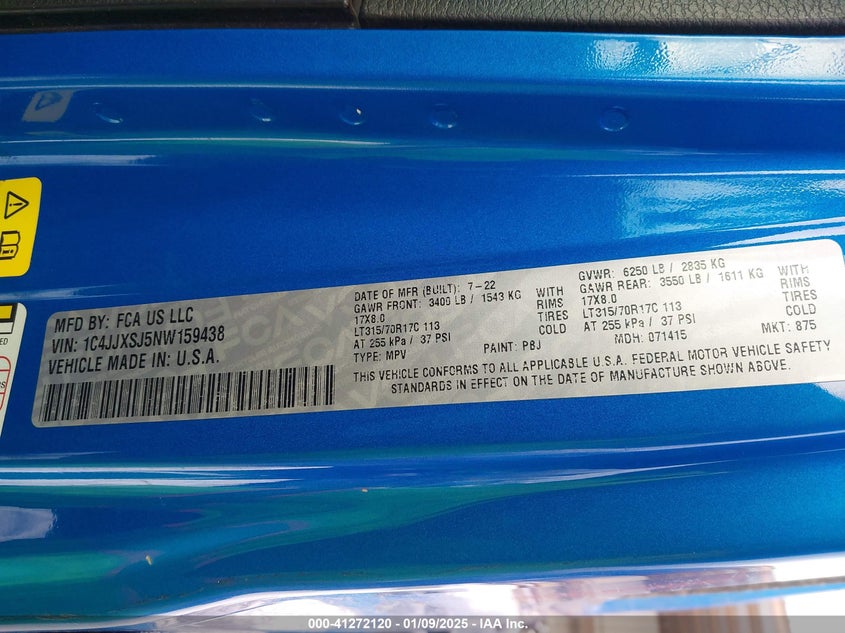 MFD BY: FCA US LLC
VIN: 1C4JJXSJ5NW159438
VEHICLE MADE IN: U.S.A.
DATE OF MFR (BUILT): 7-22
GAWR FRONT: 3400 LB / 1543 KG WITH
17X8.0 RIMS
LT315/70R17C 113 TIRES
AT 255 kPa / 37 PSI COLD
TYPE: MPV PAINT: PBJ
GVWR: 6250 LB / 2835 KG
GAWR REAR: 3550 LB / 1611 KG WITH
17X8.0 RIMS
LT315/70R17C 113 TIRES
AT 255 kPa / 37 PSI COLD
MDH: 071415 MKT: 875
THIS VEHICLE CONFORMS TO ALL APPLICABLE U.S.A. FEDERAL MOTOR VEHICLE SAFETY
STANDARDS IN EFFECT ON THE DATE OF MANUFACTURE SHOWN ABOVE.
000-41272120 - 01/09/2025 - IAA Inc.